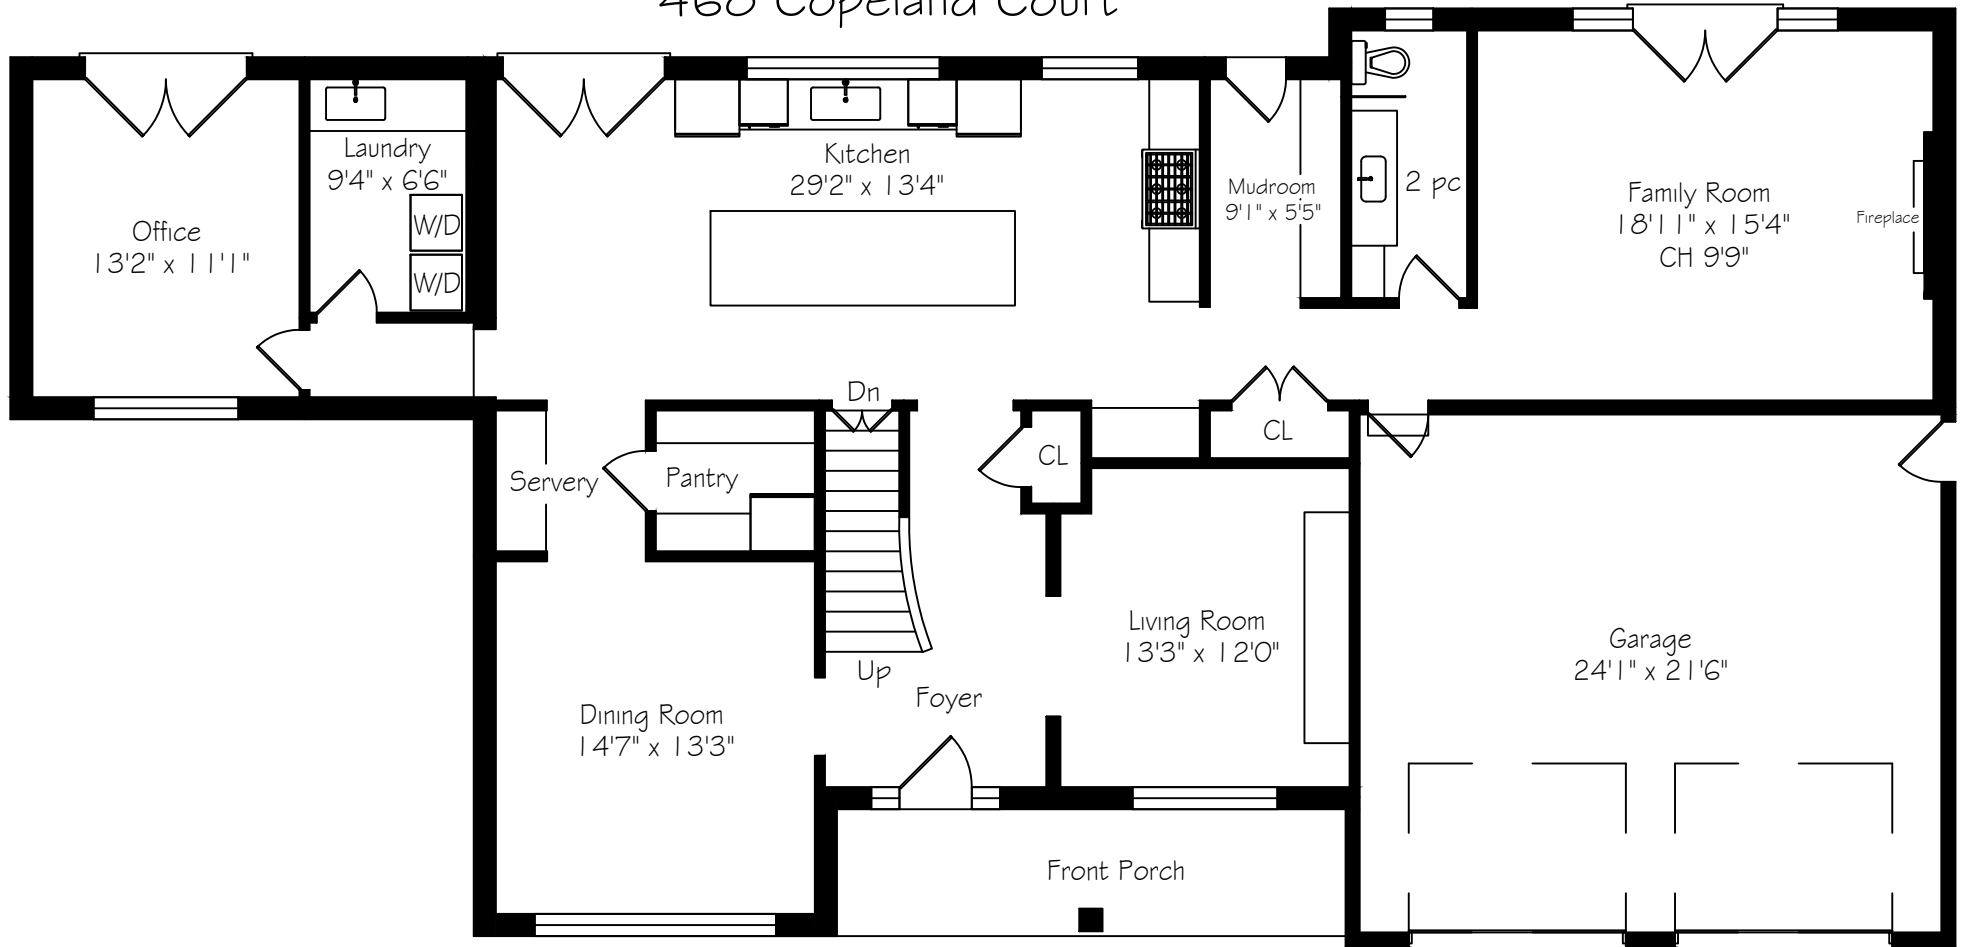 460 Copeland Court
Office
13'2" x 11'1"
Laundry
9'4" x 6'6"
W/D
W/D
Kitchen
29'2" x 13'4"
Mudroom
9'1" x 5'5"
2 pc
Family Room
18'11" x 15'4"
CH 9'9"
Fireplace
Dn
Servery
Pantry
CL
CL
Up
Foyer
Dining Room
14'7" x 13'3"
Living Room
13'3" x 12'0"
Garage
24'1" x 21'6"
Front Porch